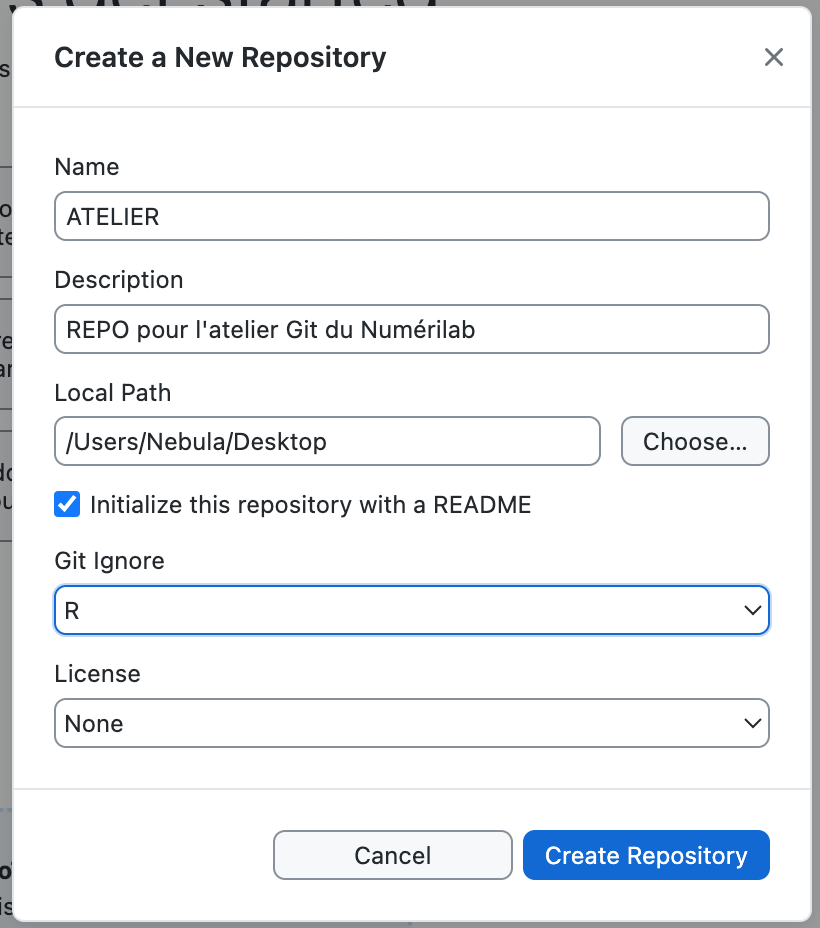 Create a New Repository
Name
ATELIER
Description
REPO pour l'atelier Git du Numérilab
Local Path
/Users/Nebula/Desktop
Choose...
Initialize this repository with a README
Git Ignore
R
License
None
Cancel
Create Repository